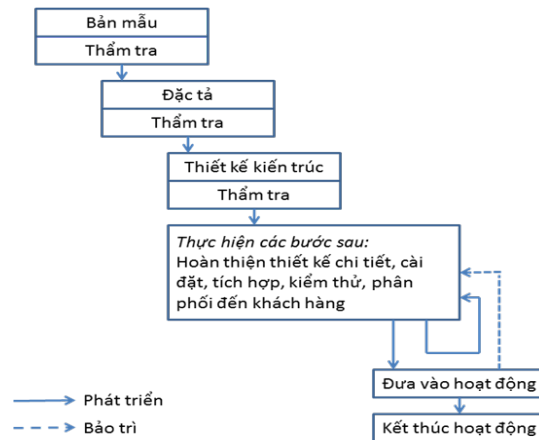 Bản mẫu
Thẩm tra
Đặc tả
Thẩm tra
Thiết kế kiến trúc
Thẩm tra
Thực hiện các bước sau:
Hoàn thiện thiết kế chi tiết, cài
đặt, tích hợp, kiểm thử, phân
phối đến khách hàng
Đưa vào hoạt động
Kết thúc hoạt động
Phát triển
Bảo trì